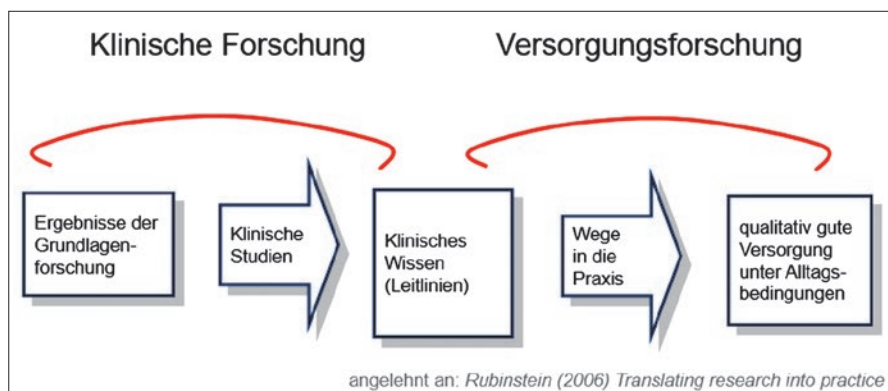 Klinische Forschung
Versorgungsforschung
Ergebnisse der
Grundlagen-
forschung
Klinische
Studien
Klinisches
Wissen
(Leitlinien)
Wege
in die
Praxis
qualitativ gute
Versorgung
unter Alltags-
bedingungen
angelehnt an: Rubinstein (2006) Translating research into practice